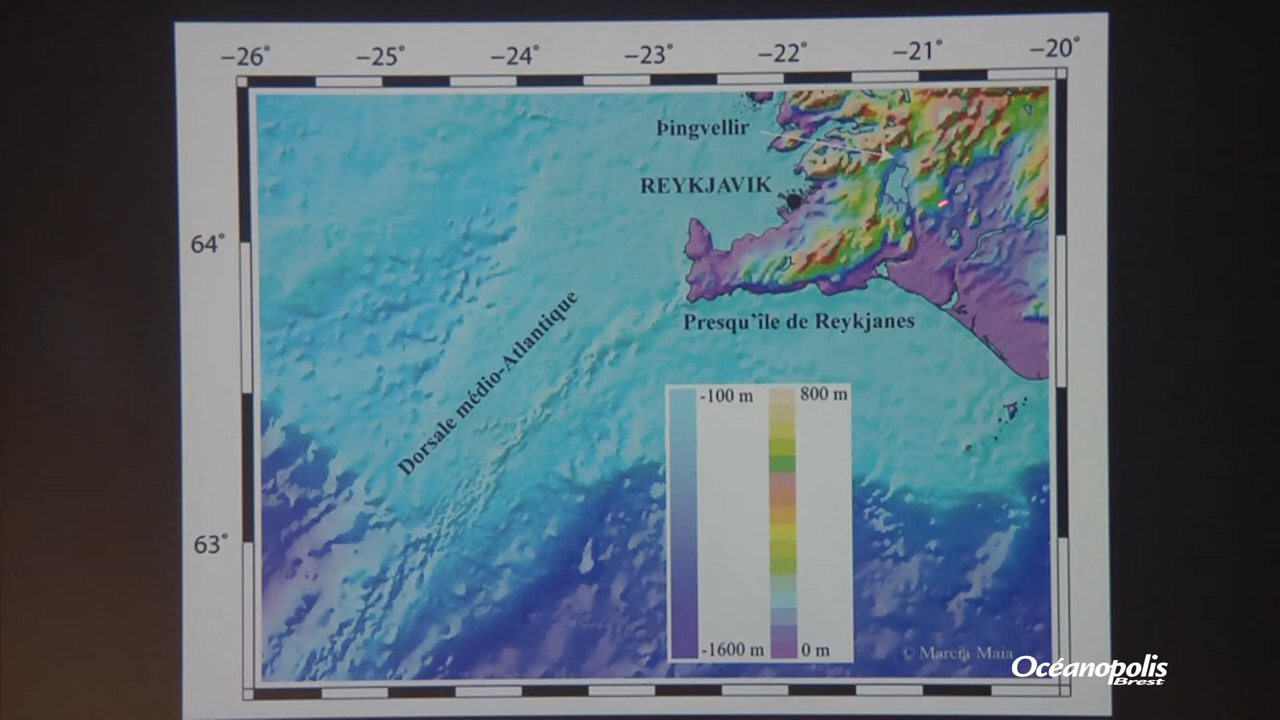 −26˚ −25˚ −24˚ −23˚ −22˚ −21˚ −20˚
Þingvellir
REYKJAVIK
64˚
Presqu’île de Reykjanes
Dorsale médio-Atlantique
-100 m 800 m
63˚
-1600 m 0 m
© Marcia Maia
Océanopolis
Brest